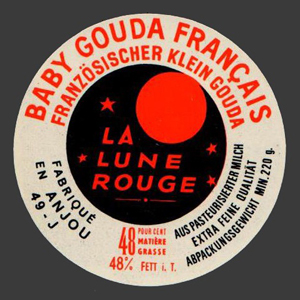 BABY GOUDA FRANÇAIS
FRANZÖSISCHER KLEIN GOUDA
LA
LUNE
ROUGE
FABRIQUÉ
EN ANJOU
49-J
48 POUR CENT
MATIÈRE
GRASSE
48% FETT i. T.
AUS PASTEURISIERTER MILCH
EXTRA FEINE QUALITÄT
ABPACKUNGSGEWICHT MIN. 220 g.